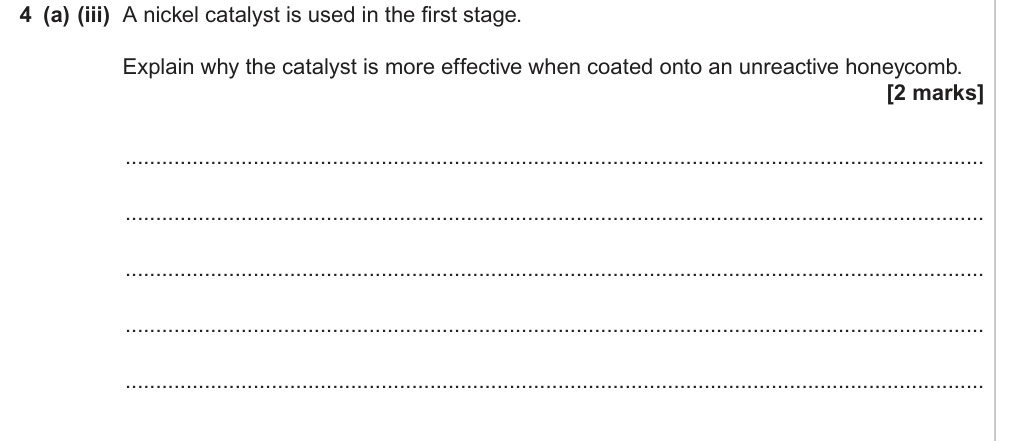 4 (a) (iii) A nickel catalyst is used in the first stage.
Explain why the catalyst is more effective when coated onto an unreactive honeycomb.
[2 marks]